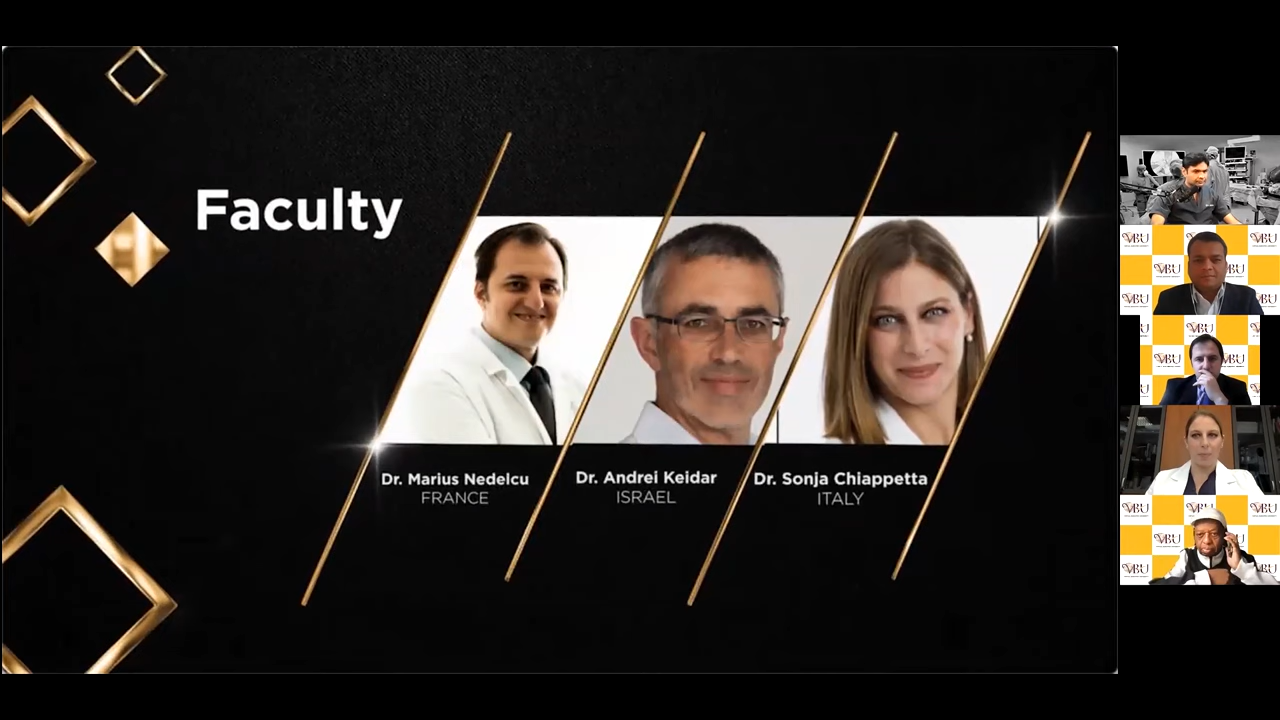 Faculty
Dr. Marius Nedelcu
FRANCE
Dr. Andrei Keidar
ISRAEL
Dr. Sonja Chiappetta
ITALY